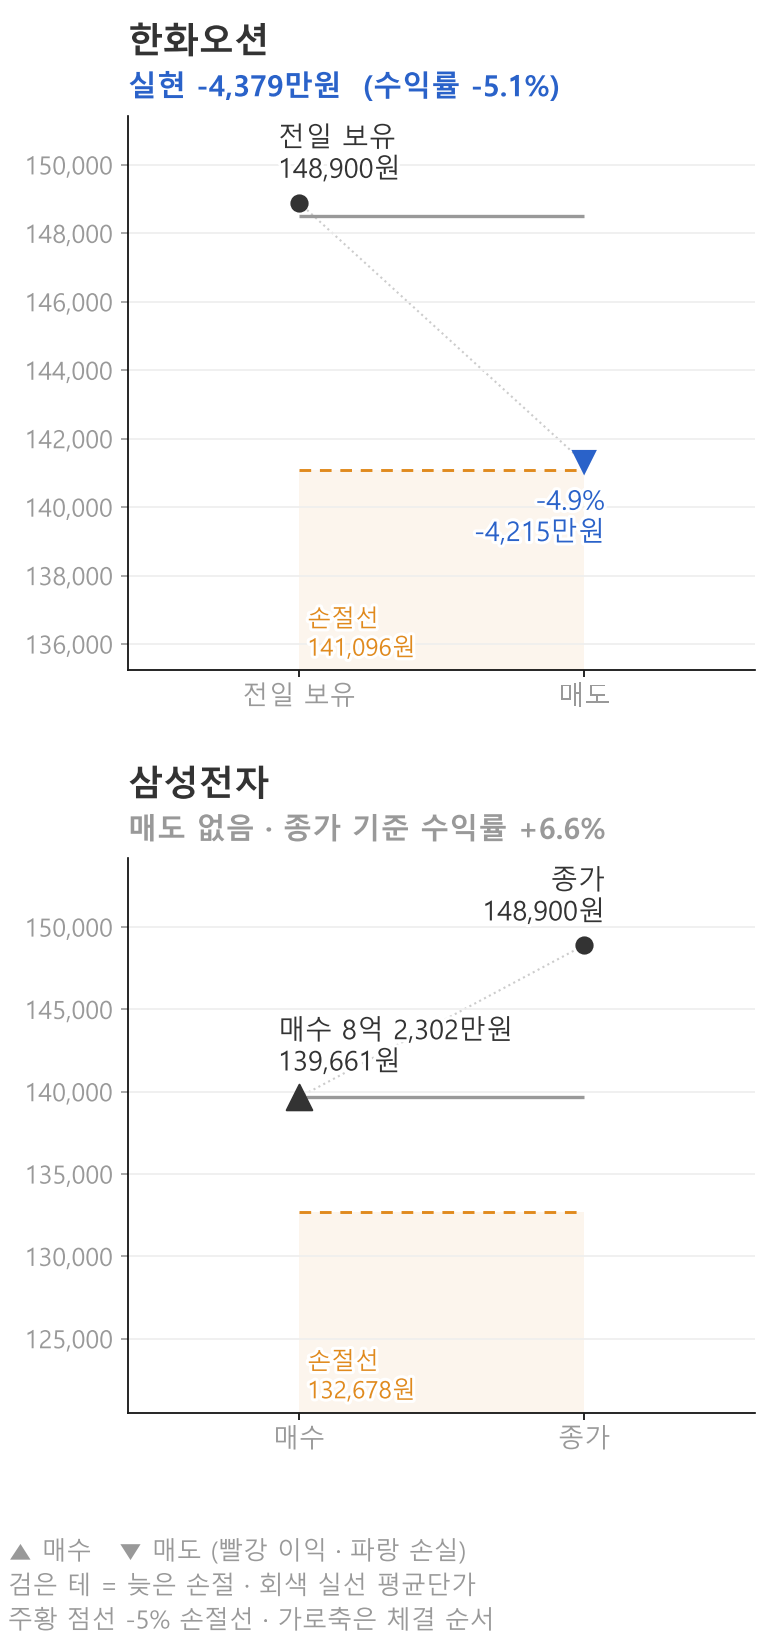 한화오션
실현 -4,379만원 (수익률 -5.1%)
전일 보유
148,900원
150,000
148,000
146,000
144,000
142,000
140,000
138,000
136,000
-4.9%
-4,215만원
손절선
141,096원
전일 보유 매도
삼성전자
매도 없음 · 종가 기준 수익률 +6.6%
종가
148,900원
150,000
145,000
매수 8억 2,302만원
139,661원
140,000
135,000
130,000
125,000
손절선
132,678원
매수 종가
▲ 매수 ▼ 매도 (빨강 이익 · 파랑 손실)
검은 테 = 늦은 손절 · 회색 실선 평균단가
주황 점선 -5% 손절선 · 가로축은 체결 순서